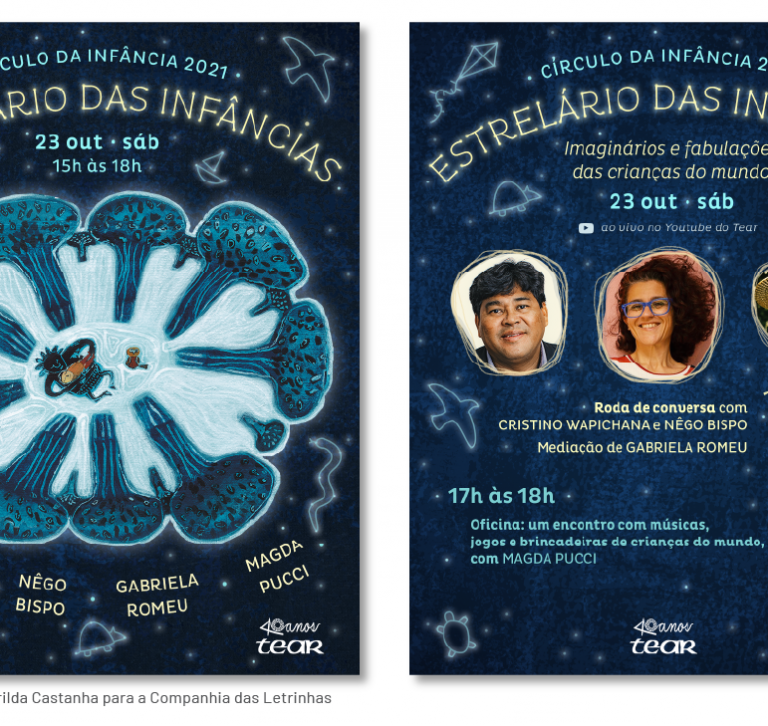 CULO DA INFÂNCIA 2021
ÁRIO DAS INFÂNCIAS
23 out · sáb
15h às 18h
NÊGO
BISPO
GABRIELA
ROMEU
MAGDA
PUCCI
40 anos
tear
rilda Castanha para a Companhia das Letrinhas
CÍRCULO DA INFÂNCIA 2
ESTRELÁRIO DAS IN
Imaginários e fabulaçõe
das crianças do mundo
23 out · sáb
ao vivo no Youtube do Tear
Roda de conversa com
CRISTINO WAPICHANA e NÊGO BISPO
Mediação de GABRIELA ROMEU
17h às 18h
Oficina: um encontro com músicas,
jogos e brincadeiras de crianças do mundo,
com MAGDA PUCCI
40 anos
tear